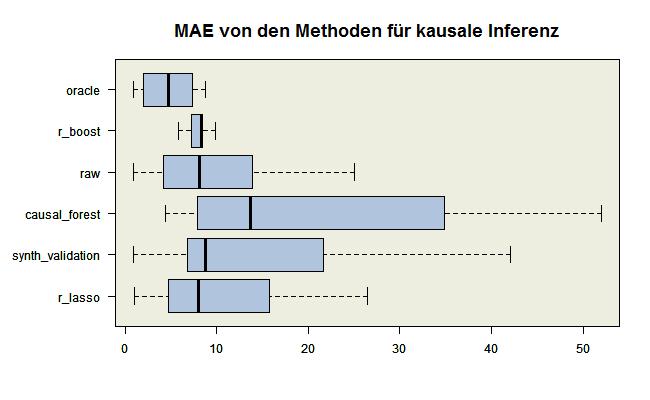 MAE von den Methoden für kausale Inferenz
oracle
r_boost
raw
causal_forest
synth_validation
r_lasso
0 10 20 30 40 50